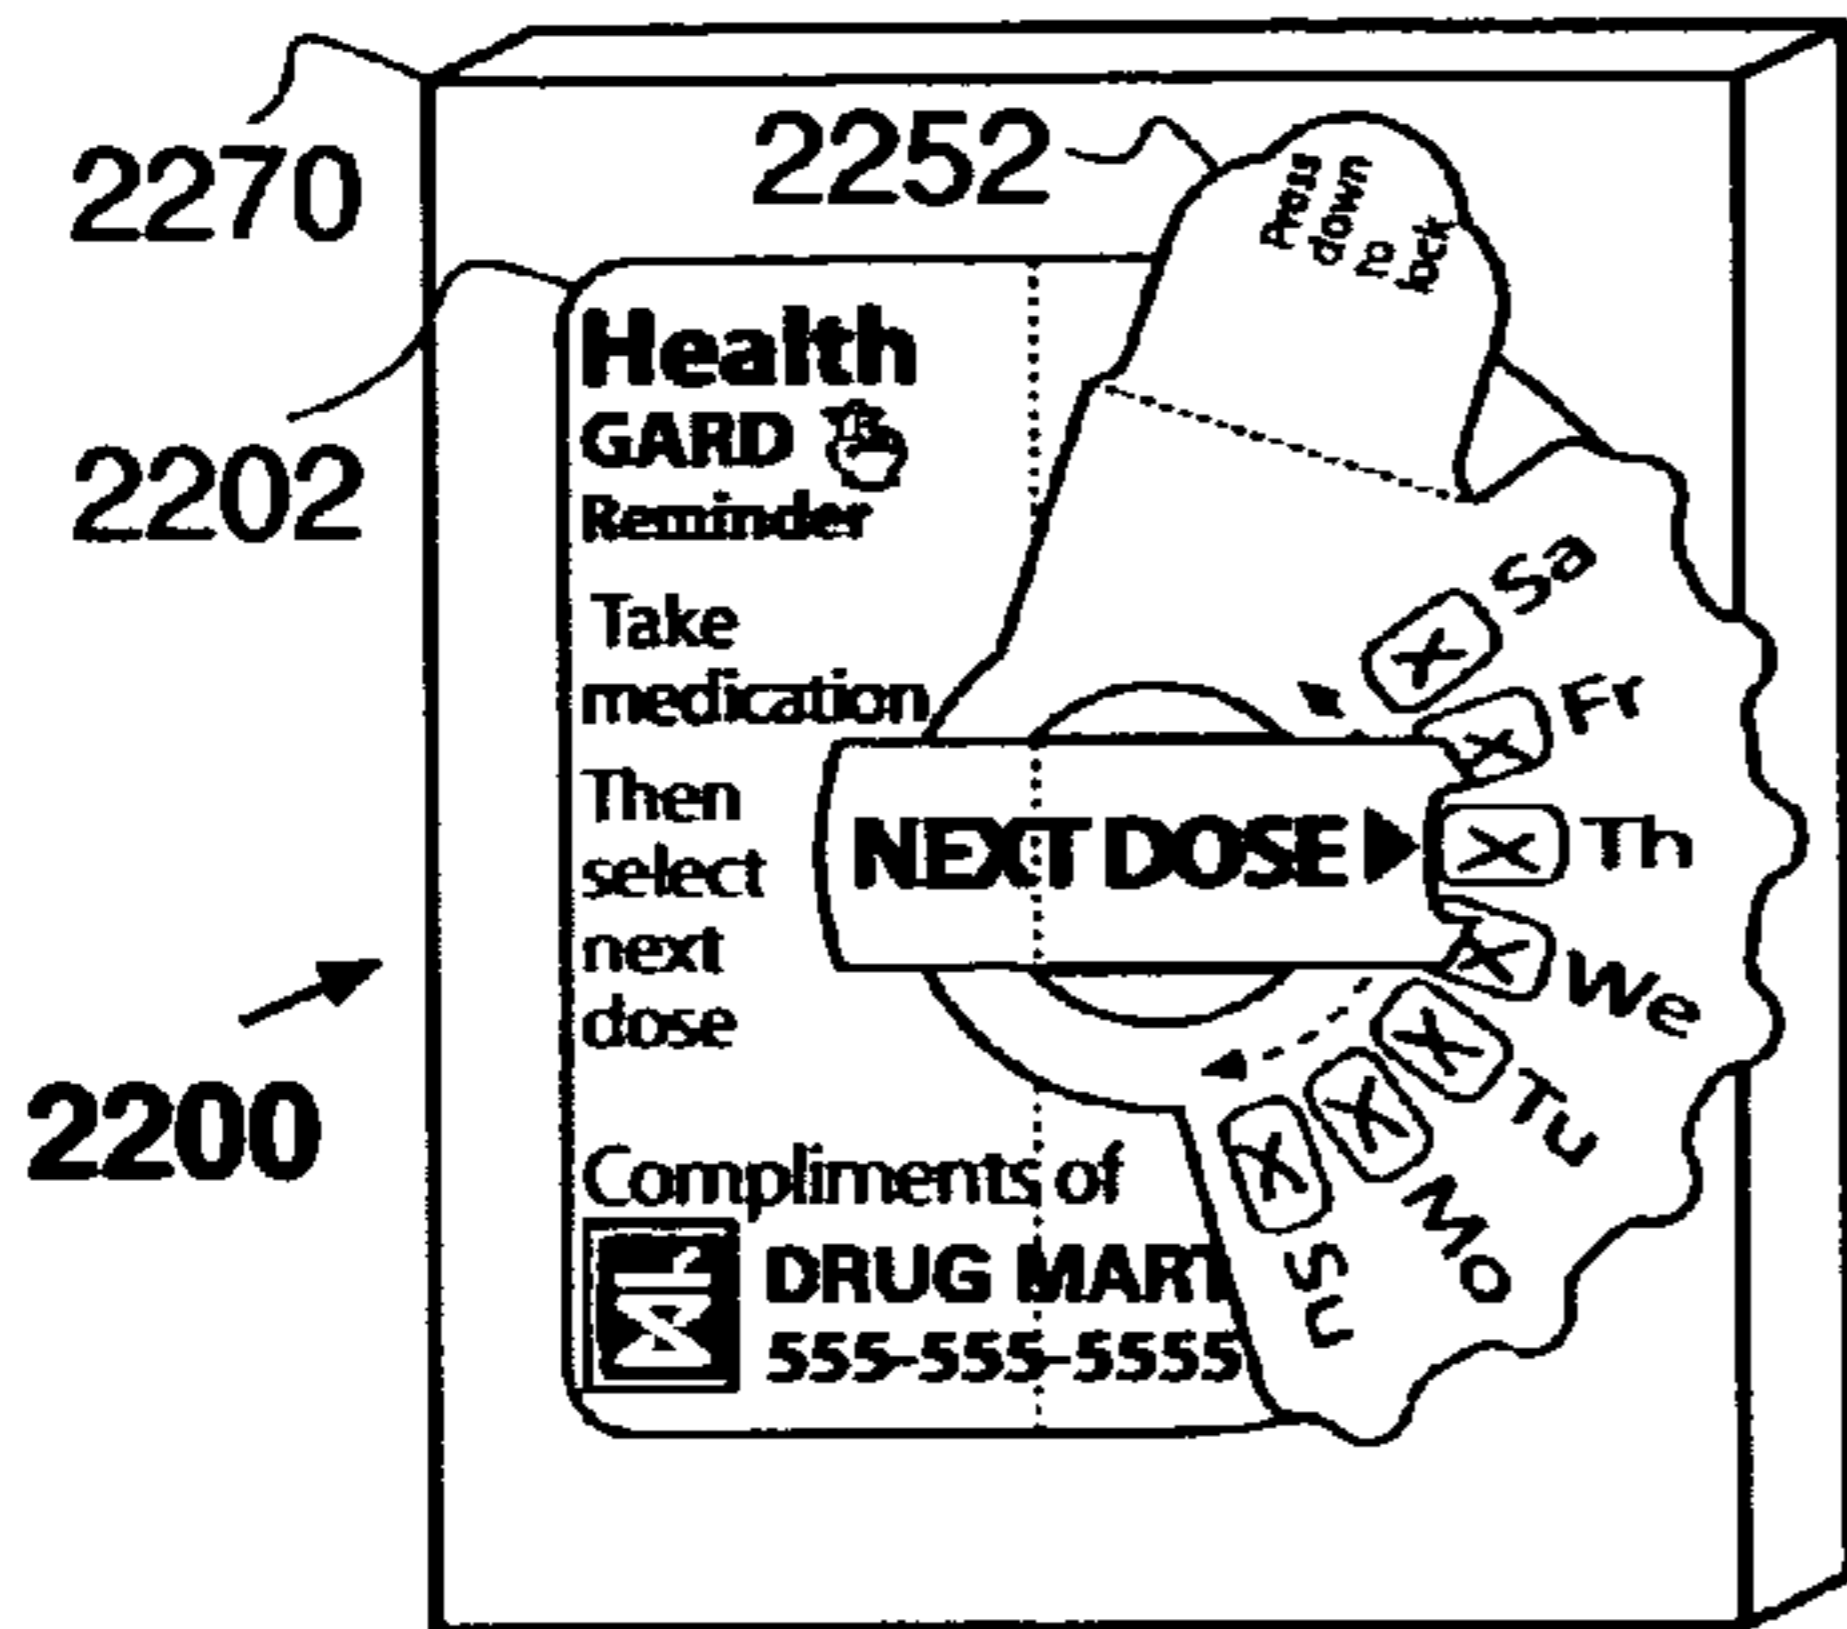 2270
2252
Press
down
to
lock
2202
Health
GARD
Reminder
Take
medication
Then
select
next
dose
NEXT DOSE
X Sa
X Fr
X Th
X We
X Tu
X Mo
X Su
2200
Compliments of
DRUG MART
555-555-5555